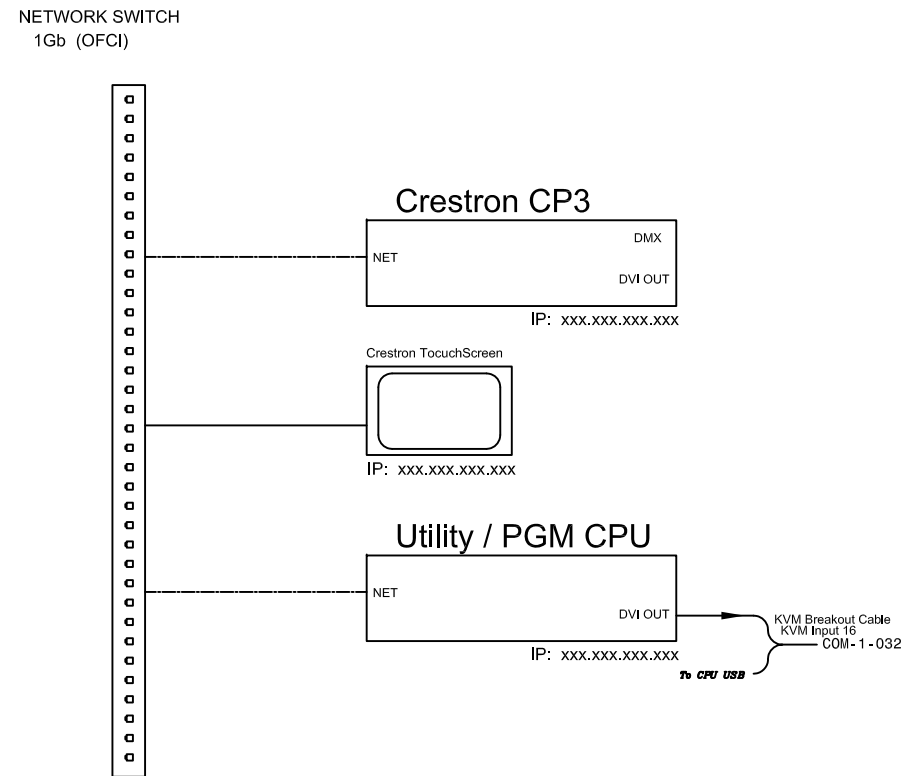 NETWORK SWITCH
1Gb (OFCI)
Crestron CP3
DMX
NET
DVI OUT
IP: xxx.xxx.xxx.xxx
Crestron TocuchScreen
IP: xxx.xxx.xxx.xxx
Utility / PGM CPU
NET
DVI OUT
KVM Breakout Cable
KVM Input 16
COM-1-032
IP: xxx.xxx.xxx.xxx
To CPU USB